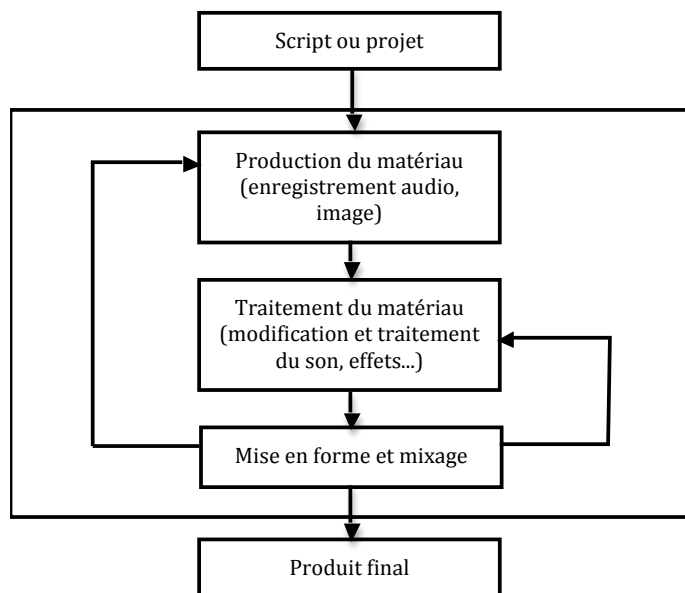 Script ou projet
Production du matériau
(enregistrement audio,
image)
Traitement du matériau
(modification et traitement
du son, effets...)
Mise en forme et mixage
Produit final